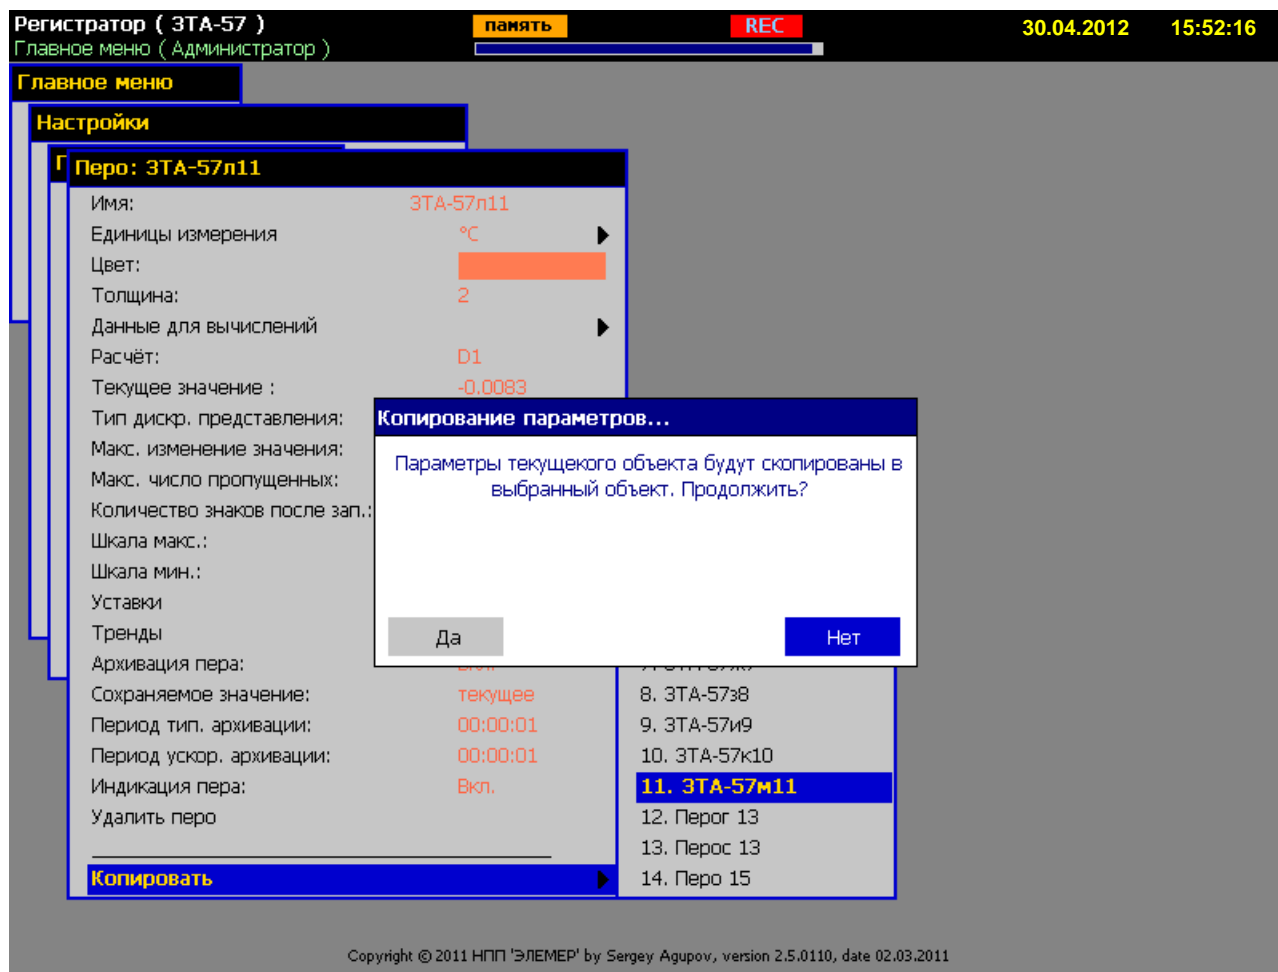 Регистратор ( ЗТА-57 )
память
REC
30.04.2012 15:52:16
Главное меню ( Администратор )
Главное меню
Настройки
Перо: ЗТА-57л11
Имя: ЗТА-57л11
Единицы измерения °C
Цвет:
Толщина: 2
Данные для вычислений
Расчёт: D1
Текущее значение : -0.0083
Тип дискр. представления:
Макс. изменение значения:
Макс. число пропущенных:
Количество знаков после зап.:
Шкала макс.:
Шкала мин.:
Уставки
Тренды
Архивация пера:
Сохраняемое значение: текущее
Период тип. архивации: 00:00:01
Период ускор. архивации: 00:00:01
Индикация пера: Вкл.
Удалить перо
Копировать
Копирование параметров...
Параметры текущекого объекта будут скопированы в
выбранный объект. Продолжить?
Да Нет
8. ЗТА-57з8
9. ЗТА-57и9
10. ЗТА-57к10
11. ЗТА-57м11
12. Перог 13
13. Перос 13
14. Перо 15
Copyright © 2011 НПП 'ЭЛЕМЕР' by Sergey Agupov, version 2.5.0110, date 02.03.2011